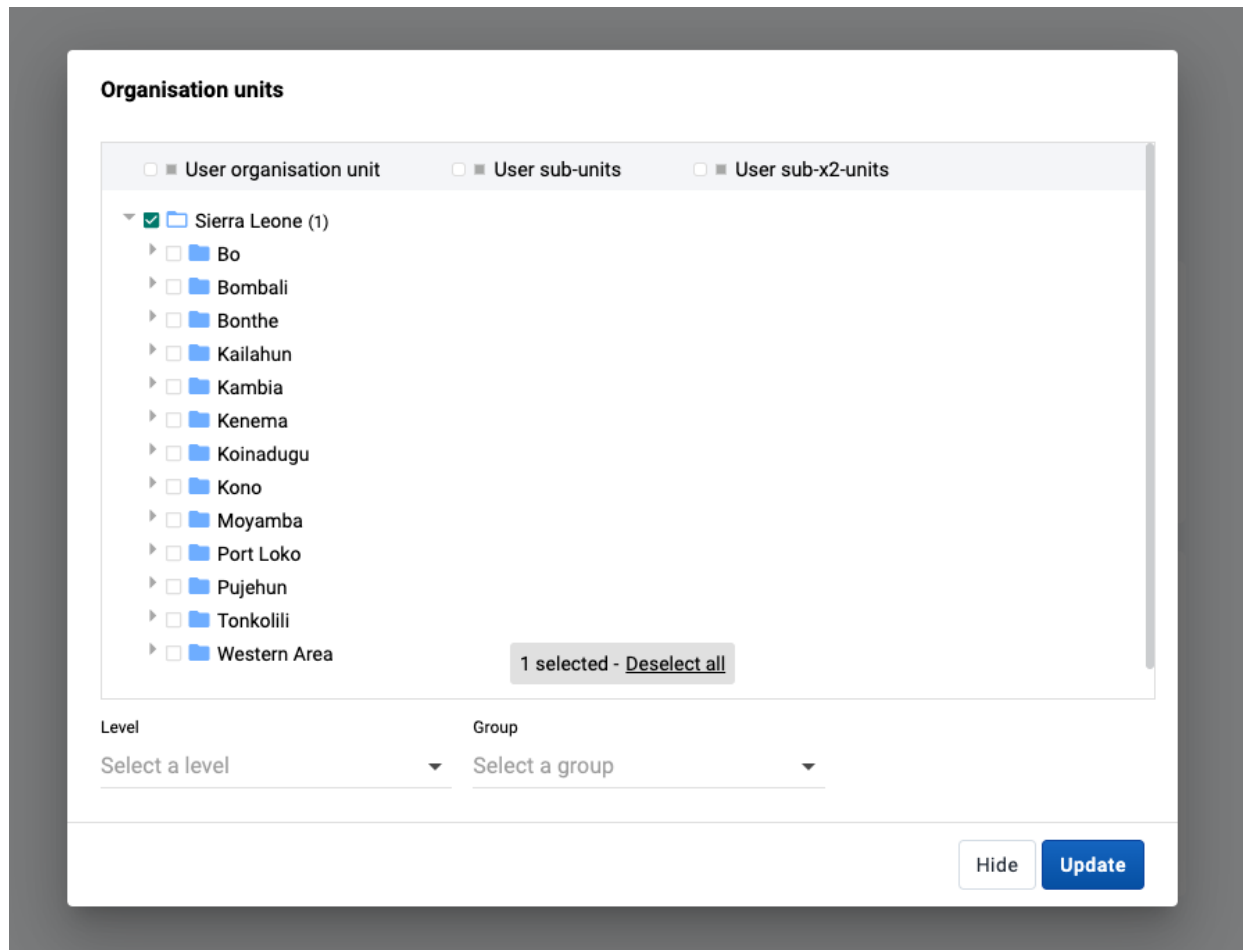 Organisation units
User organisation unit User sub-units User sub-x2-units
Sierra Leone (1)
Bo
Bombali
Bonthe
Kailahun
Kambia
Kenema
Koinadugu
Kono
Moyamba
Port Loko
Pujehun
Tonkolili
Western Area
1 selected - Deselect all
Level Group
Select a level Select a group
Hide Update